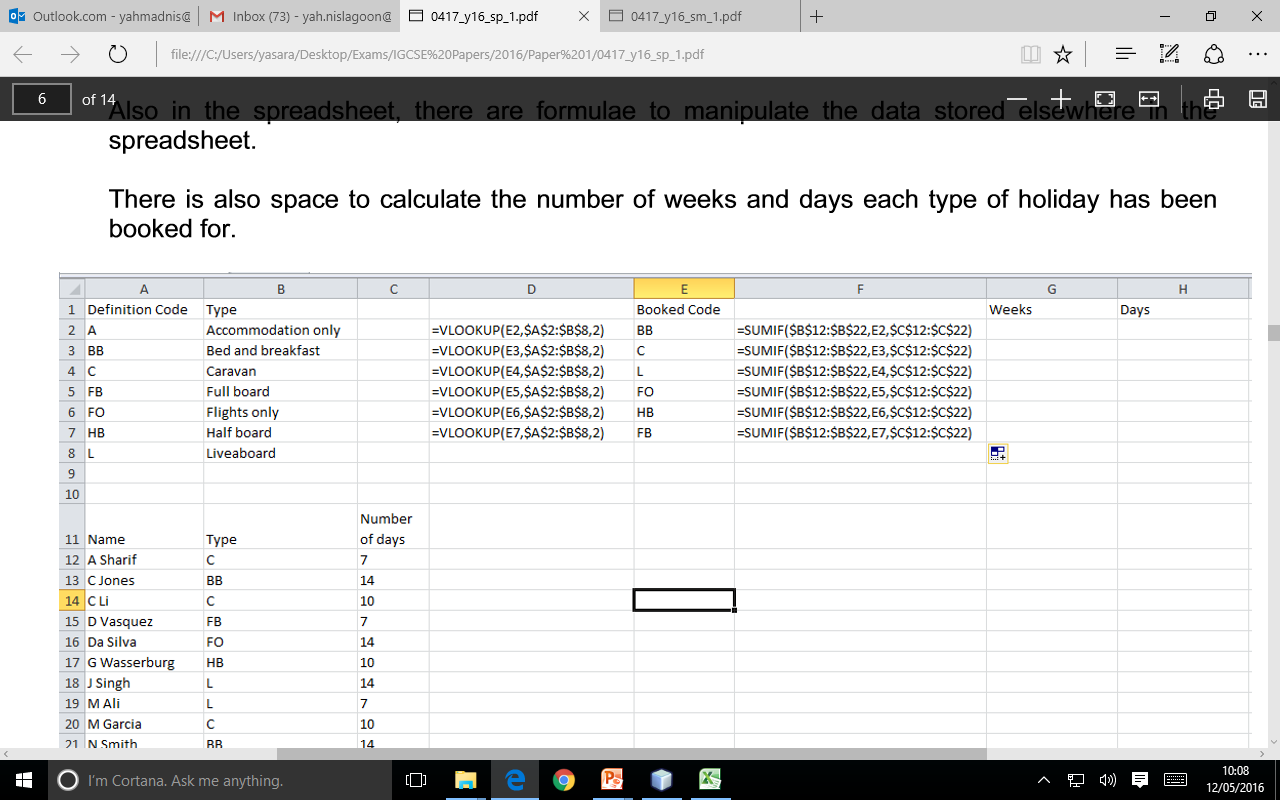 Outlook.com - yahmadnis@
Inbox (73) - yah.nislagoon@
0417_y16_sp_1.pdf
0417_y16_sm_1.pdf
file:///C:/Users/yasara/Desktop/Exams/IGCSE%20Papers/2016/Paper%201/0417_y16_sp_1.pdf
6 of 14
Also in the spreadsheet, there are formulae to manipulate the data stored elsewhere in the
spreadsheet.
There is also space to calculate the number of weeks and days each type of holiday has been
booked for.
A B C D E F G H
1 Definition Code Type Booked Code Weeks Days
2 A Accommodation only =VLOOKUP(E2,$A$2:$B$8,2) BB =SUMIF($B$12:$B$22,E2,$C$12:$C$22)
3 BB Bed and breakfast =VLOOKUP(E3,$A$2:$B$8,2) C =SUMIF($B$12:$B$22,E3,$C$12:$C$22)
4 C Caravan =VLOOKUP(E4,$A$2:$B$8,2) L =SUMIF($B$12:$B$22,E4,$C$12:$C$22)
5 FB Full board =VLOOKUP(E5,$A$2:$B$8,2) FO =SUMIF($B$12:$B$22,E5,$C$12:$C$22)
6 FO Flights only =VLOOKUP(E6,$A$2:$B$8,2) HB =SUMIF($B$12:$B$22,E6,$C$12:$C$22)
7 HB Half board =VLOOKUP(E7,$A$2:$B$8,2) FB =SUMIF($B$12:$B$22,E7,$C$12:$C$22)
8 L Liveaboard
9
10
Number
11 Name Type of days
12 A Sharif C 7
13 C Jones BB 14
14 C Li C 10
15 D Vasquez FB 7
16 Da Silva FO 14
17 G Wasserburg HB 10
18 J Singh L 14
19 M Ali L 7
20 M Garcia C 10
21 N Smith BB 14
I'm Cortana. Ask me anything.
10:08
12/05/2016